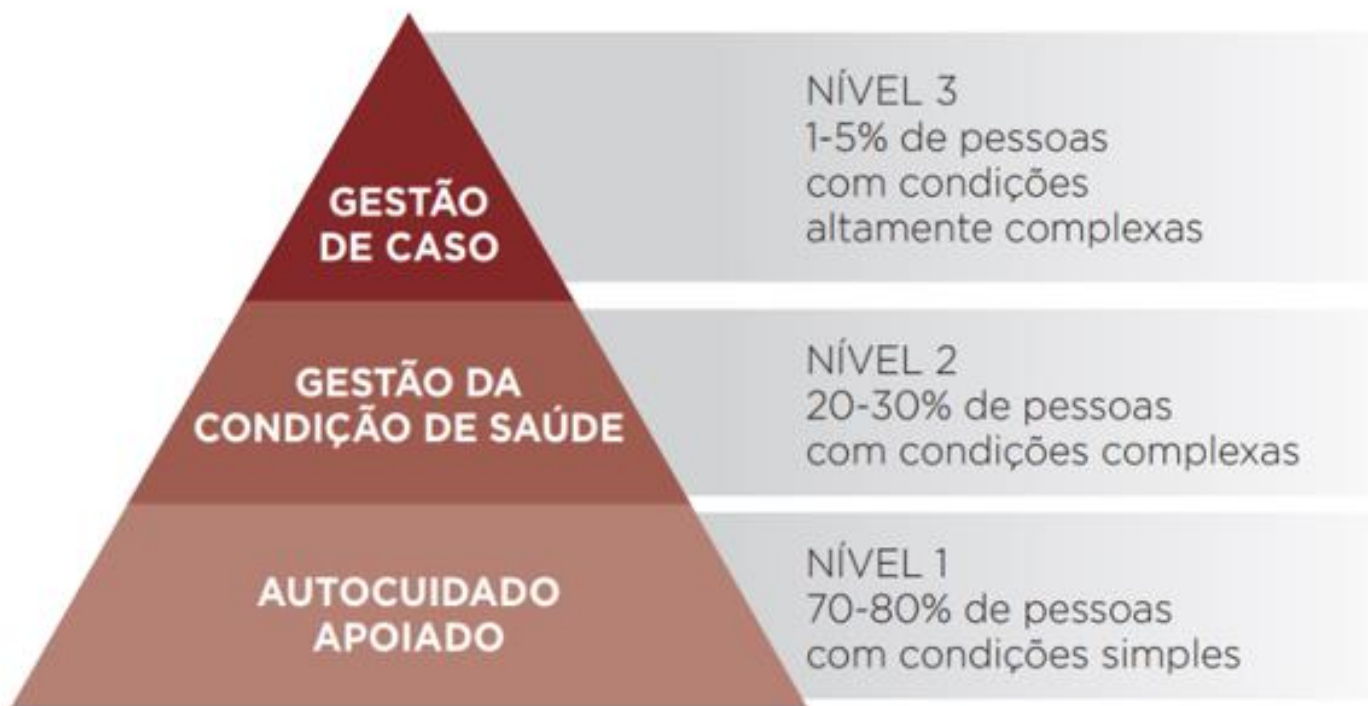 GESTÃO
DE CASO
NÍVEL 3
1-5% de pessoas
com condições
altamente complexas
GESTÃO DA
CONDIÇÃO DE SAÚDE
NÍVEL 2
20-30% de pessoas
com condições complexas
AUTOCUIDADO
APOIADO
NÍVEL 1
70-80% de pessoas
com condições simples